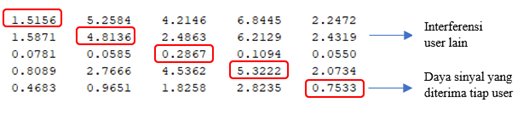 1.5156 5.2584 4.2146 6.8445 2.2472
1.5871 4.8136 2.4863 6.2129 2.4319
0.0781 0.0585 0.2867 0.1094 0.0550
0.8089 2.7666 4.5362 5.3222 2.0734
0.4683 0.9651 1.8258 2.8235 0.7533
Interferensi
user lain
Daya sinyal yang
diterima tiap user